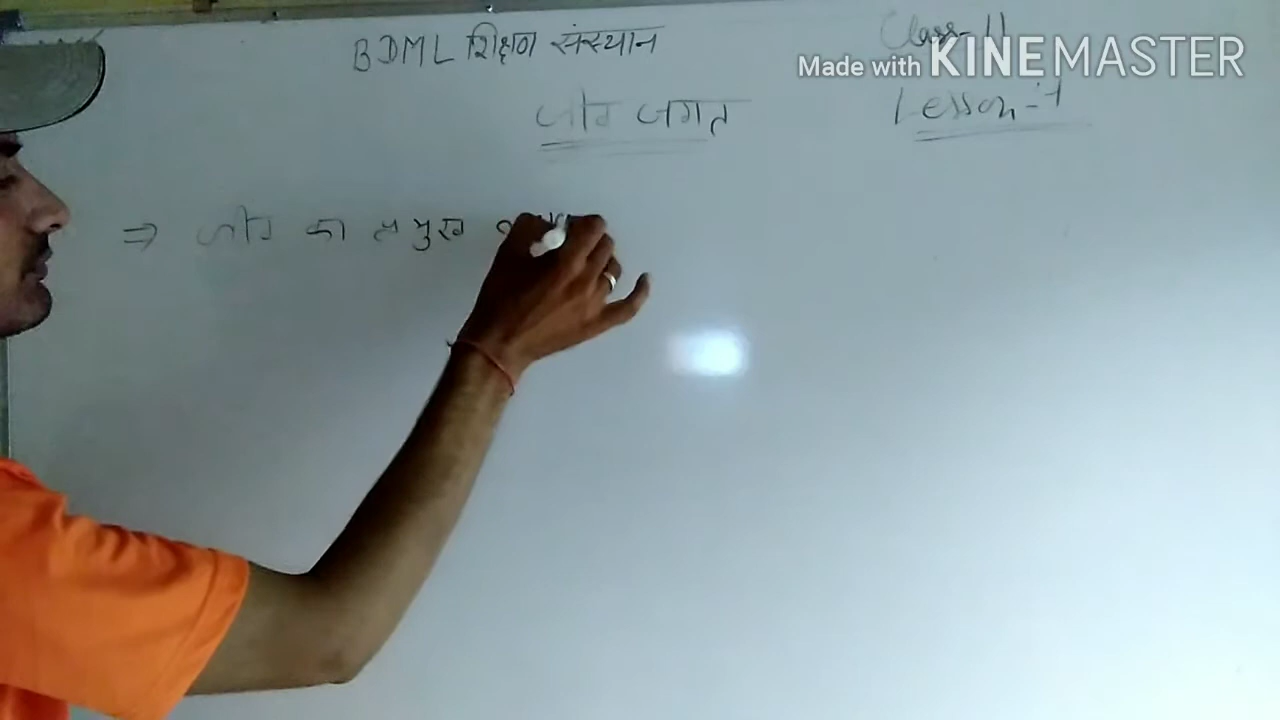 BDML शिक्षण संस्थान
Class-11
Made with KINEMASTER
जीव जगत
Lesson-1
⇒ जीव का प्रमुख